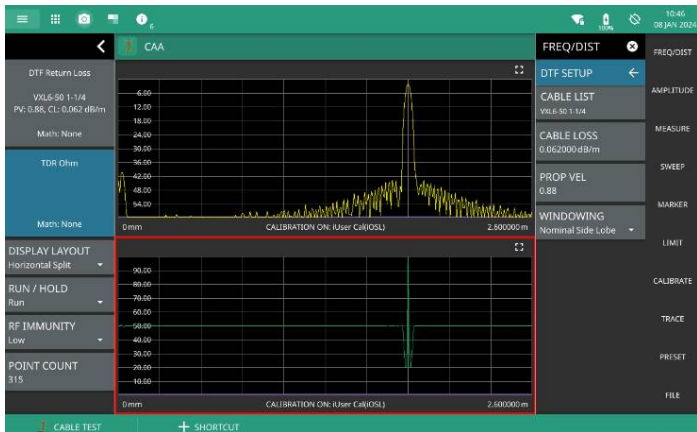 6
100%
10:46
08 JAN 2024
CAA
DTF Return Loss
VXL6-50 1-1/4
PV: 0.88, CL: 0.062 dB/m
Math: None
TDR Ohm
Math: None
DISPLAY LAYOUT
Horizontal Split
RUN / HOLD
Run
RF IMMUNITY
Low
POINT COUNT
315
6.00
12.00
18.00
24.00
30.00
36.00
42.00
48.00
54.00
0mm
CALIBRATION ON: iUser Cal(iOSL)
2.600000 m
90.00
80.00
70.00
60.00
50.00
40.00
30.00
20.00
10.00
0mm
CALIBRATION ON: iUser Cal(iOSL)
2.600000 m
FREQ/DIST
DTF SETUP
CABLE LIST
VXL6-50 1-1/4
CABLE LOSS
0.062000 dB/m
PROP VEL
0.88
WINDOWING
Nominal Side Lobe
FREQ/DIST
AMPLITUDE
MEASURE
SWEEP
MARKER
LIMIT
CALIBRATE
TRACE
PRESET
FILE
CABLE TEST
SHORTCUT